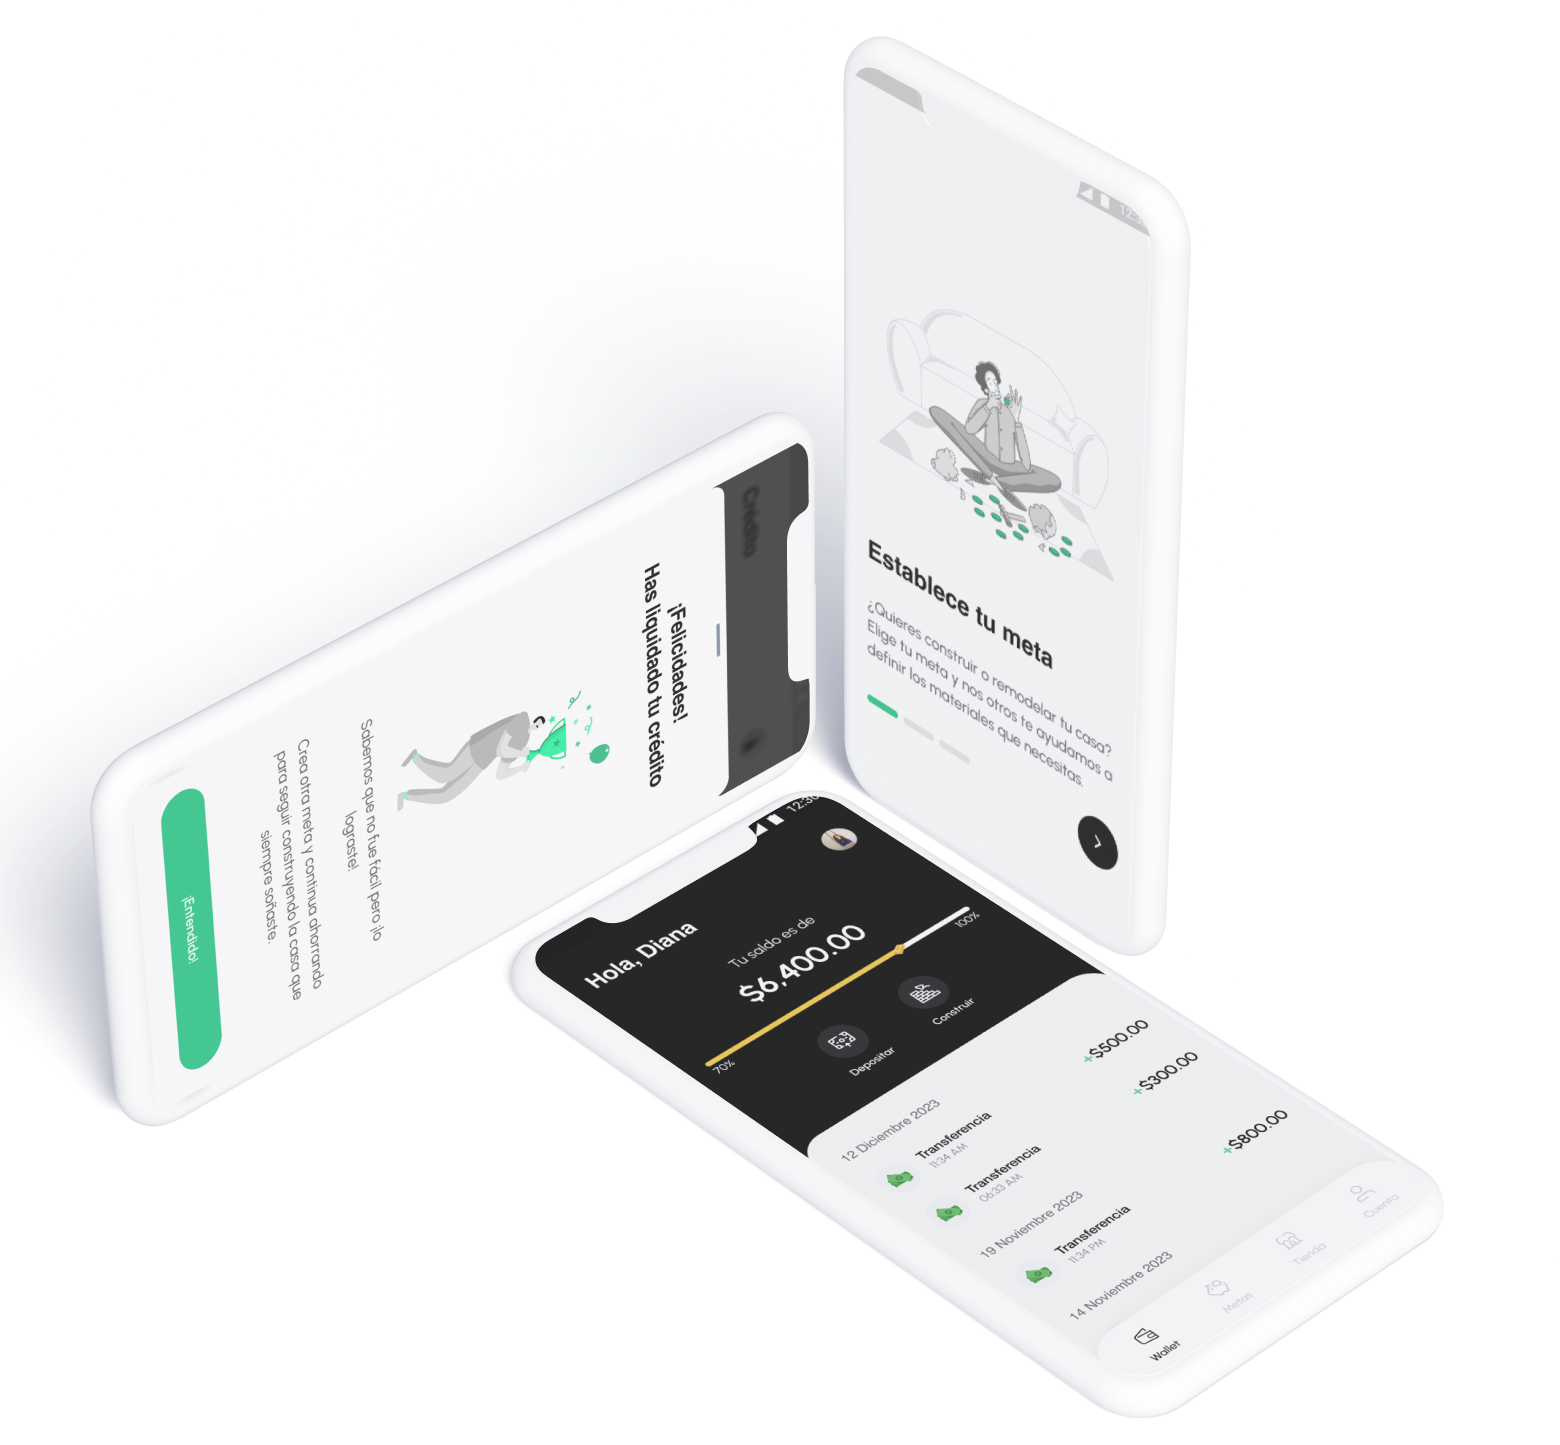 Establece tu meta
¿Quieres construir o remodelar tu casa?
Elige tu meta y nos otros te ayudamos a
definir los materiales que necesitas.
Crédito
¡Felicidades!
Has liquidado tu crédito
Sabemos que no fue fácil pero ¡lo
lograste!
Crea otra meta y continua ahorrando
para seguir construyendo la casa que
siempre soñaste.
¡Entendido!
12:30
Hola, Diana
Tu saldo es de
$6,400.00
70%
100%
Depositar
Construir
12 Diciembre 2023
Transferencia
11:34 AM
+$500.00
Transferencia
06:33 AM
+$300.00
19 Noviembre 2023
Transferencia
11:34 PM
+$800.00
14 Noviembre 2023
Wallet
Metas
Tienda
Cuenta